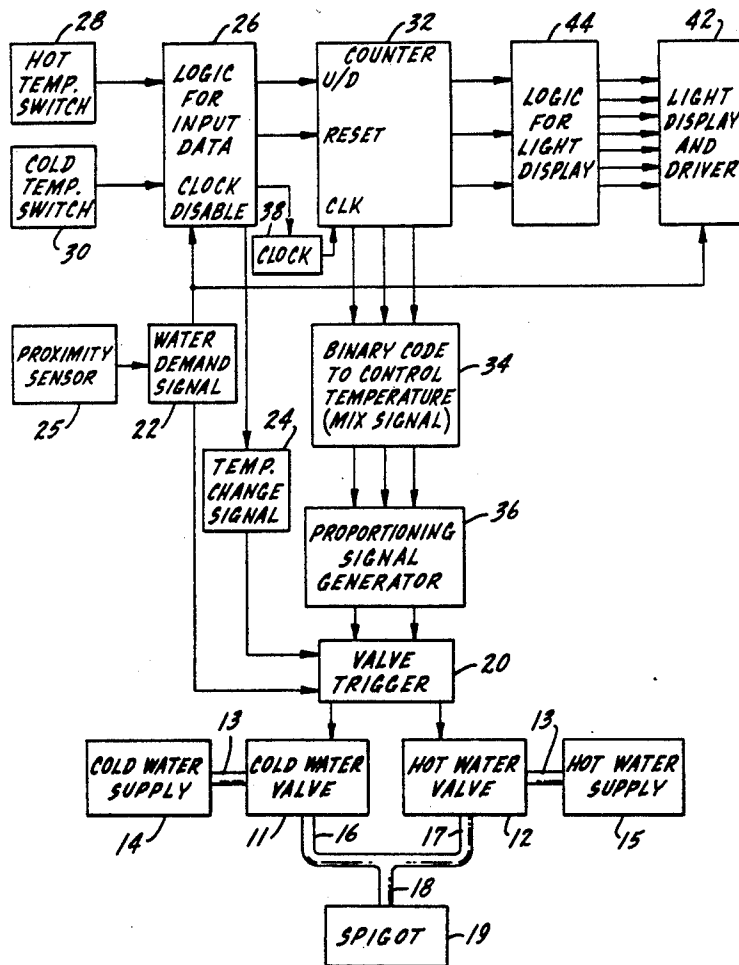 28
26
32
44
42
HOT
TEMP.
SWITCH
LOGIC
FOR
INPUT
DATA
CLOCK
DISABLE
COUNTER
U/D
RESET
CLK
LOGIC
FOR
LIGHT
DISPLAY
LIGHT
DISPLAY
AND
DRIVER
COLD
TEMP.
SWITCH
30
38
CLOCK
PROXIMITY
SENSOR
25
WATER
DEMAND
SIGNAL
22
BINARY CODE
TO CONTROL
TEMPERATURE
(MIX SIGNAL)
34
24
TEMP.
CHANGE
SIGNAL
PROPORTIONING
SIGNAL
GENERATOR
36
VALVE
TRIGGER
20
COLD WATER
SUPPLY
14
13
COLD WATER
VALVE
11
16
HOT WATER
VALVE
17
12
13
HOT WATER
SUPPLY
15
18
SPIGOT
19